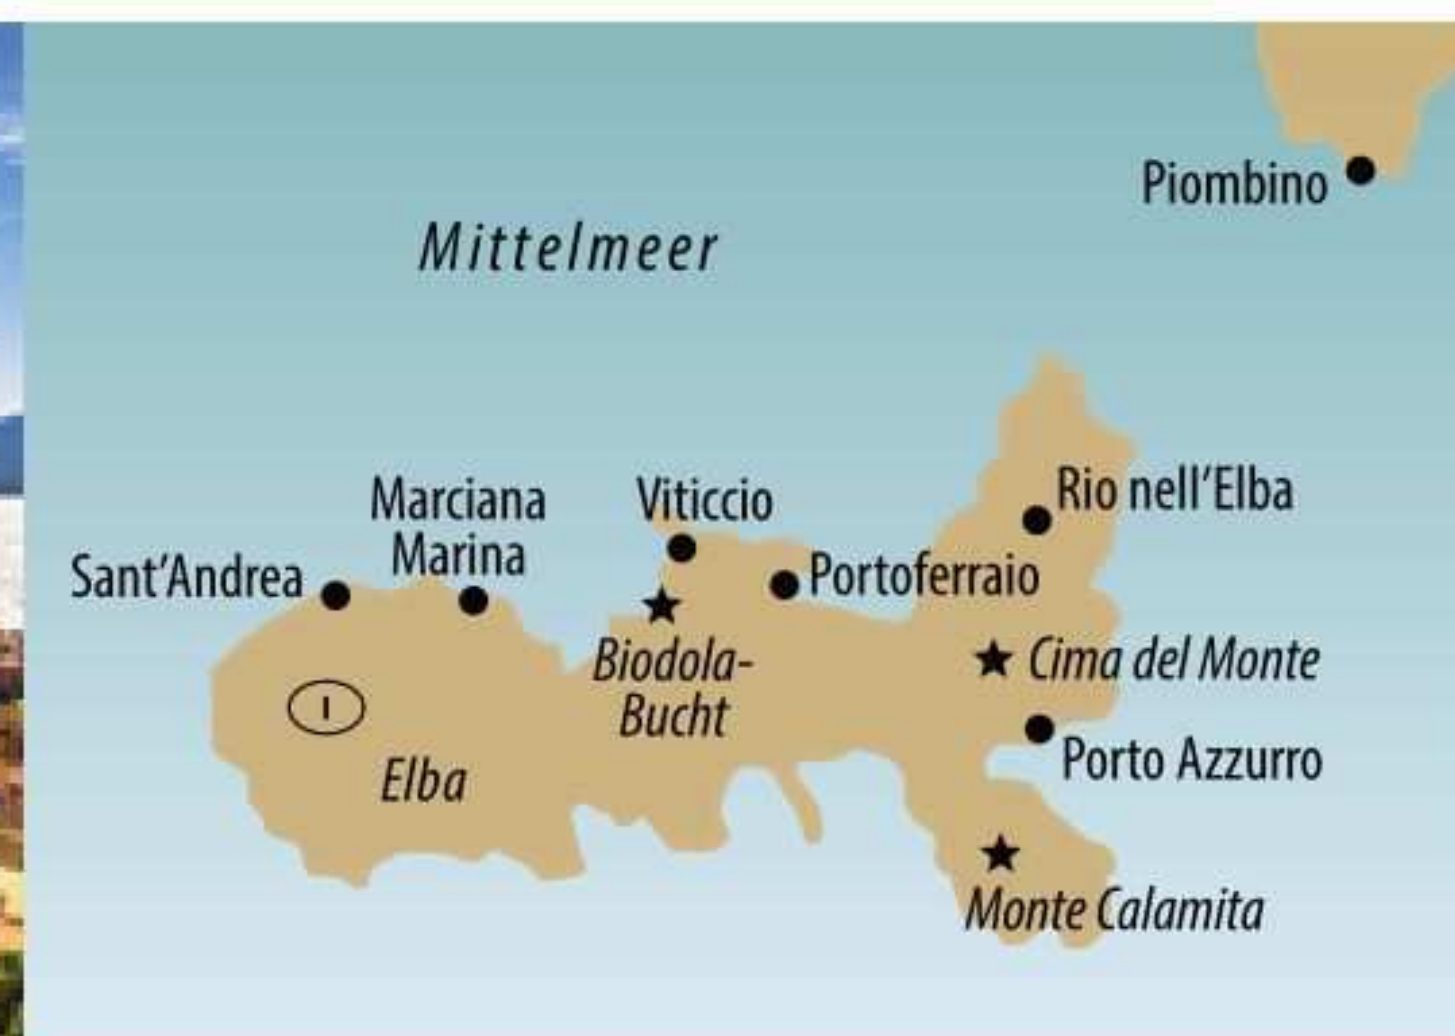 Piombino
Mittelmeer
Marciana
Marina
Viticcio
Rio nell'Elba
Sant'Andrea
Portoferraio
Biodola-
Bucht
Cima del Monte
I
Elba
Porto Azzurro
Monte Calamita